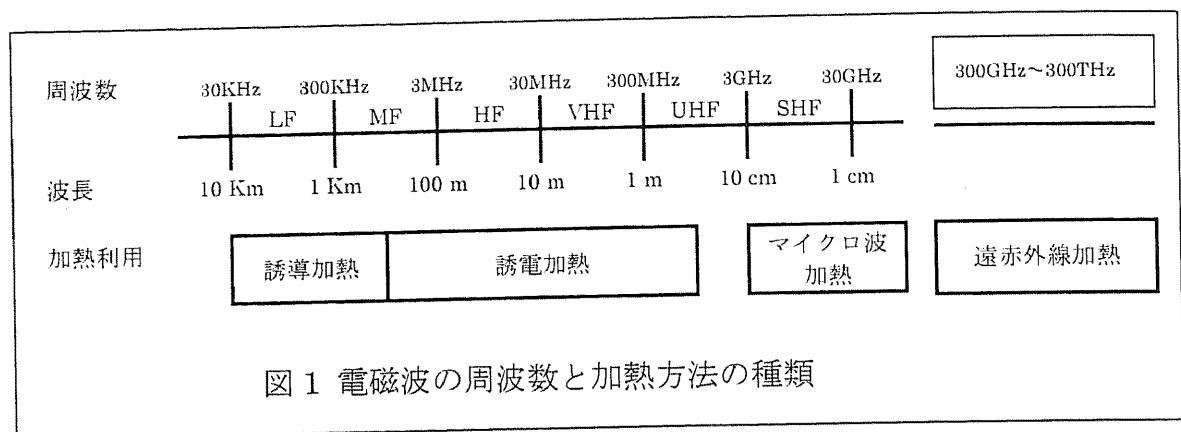 周波数 30KHz 300KHz 3MHz 30MHz 300MHz 3GHz 30GHz 300GHz～300THz
LF MF HF VHF UHF SHF
波長 10 Km 1 Km 100 m 10 m 1 m 10 cm 1 cm
加熱利用 誘導加熱 誘電加熱 マイクロ波 遠赤外線加熱
加熱
図1 電磁波の周波数と加熱方法の種類